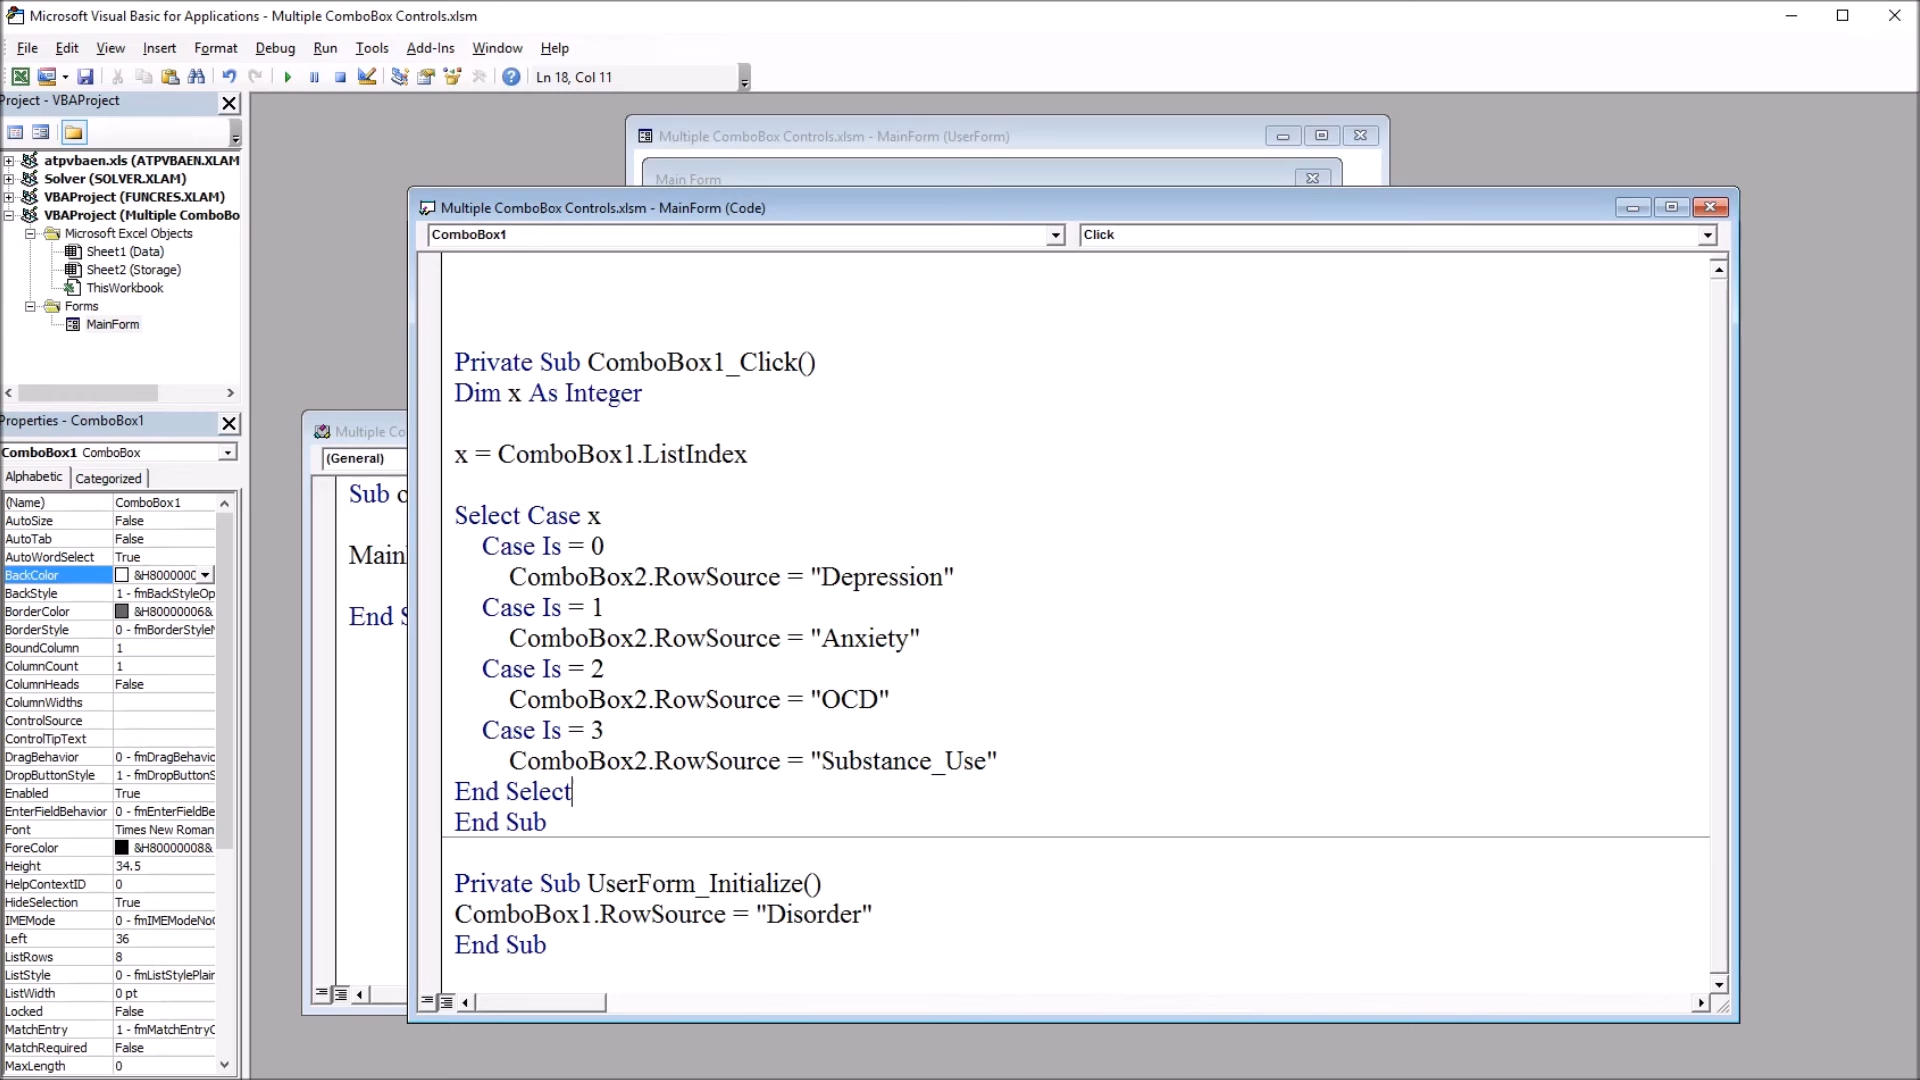 Microsoft Visual Basic for Applications - Multiple ComboBox Controls.xlsm
File Edit View Insert Format Debug Run Tools Add-Ins Window Help
Ln 18, Col 11
Project - VBAProject
atpvbaen.xls (ATPVBAEN.XLAM
Solver (SOLVER.XLAM)
VBAProject (FUNCRES.XLAM)
VBAProject (Multiple ComboBo
Microsoft Excel Objects
Sheet1 (Data)
Sheet2 (Storage)
ThisWorkbook
Forms
MainForm
Properties - ComboBox1
ComboBox1 ComboBox
Alphabetic Categorized
(Name) ComboBox1
AutoSize False
AutoTab False
AutoWordSelect True
BackColor &H8000000
BackStyle 1 - fmBackStyleOp
BorderColor &H80000006&
BorderStyle 0 - fmBorderStyleN
BoundColumn 1
ColumnCount 1
ColumnHeads False
ColumnWidths
ControlSource
ControlTipText
DragBehavior 0 - fmDragBehavio
DropButtonStyle 1 - fmDropButtonS
Enabled True
EnterFieldBehavior 0 - fmEnterFieldBe
Font Times New Roman
ForeColor &H80000008&
Height 34.5
HelpContextID 0
HideSelection True
IMEMode 0 - fmIMEModeNoC
Left 36
ListRows 8
ListStyle 0 - fmListStylePlain
ListWidth 0 pt
Locked False
MatchEntry 1 - fmMatchEntryC
MatchRequired False
MaxLength 0
Multiple ComboBox Controls.xlsm - MainForm (UserForm)
Main Form
Multiple Co
(General)
Sub o
Main
End S
Multiple ComboBox Controls.xlsm - MainForm (Code)
ComboBox1 Click
Private Sub ComboBox1_Click()
Dim x As Integer
x = ComboBox1.ListIndex
Select Case x
Case Is = 0
ComboBox2.RowSource = "Depression"
Case Is = 1
ComboBox2.RowSource = "Anxiety"
Case Is = 2
ComboBox2.RowSource = "OCD"
Case Is = 3
ComboBox2.RowSource = "Substance_Use"
End Select
End Sub
Private Sub UserForm_Initialize()
ComboBox1.RowSource = "Disorder"
End Sub